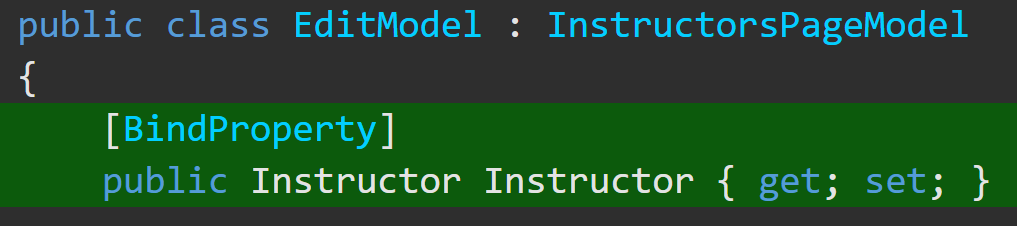 public class EditModel : InstructorsPageModel
{
[BindProperty]
public Instructor Instructor { get; set; }